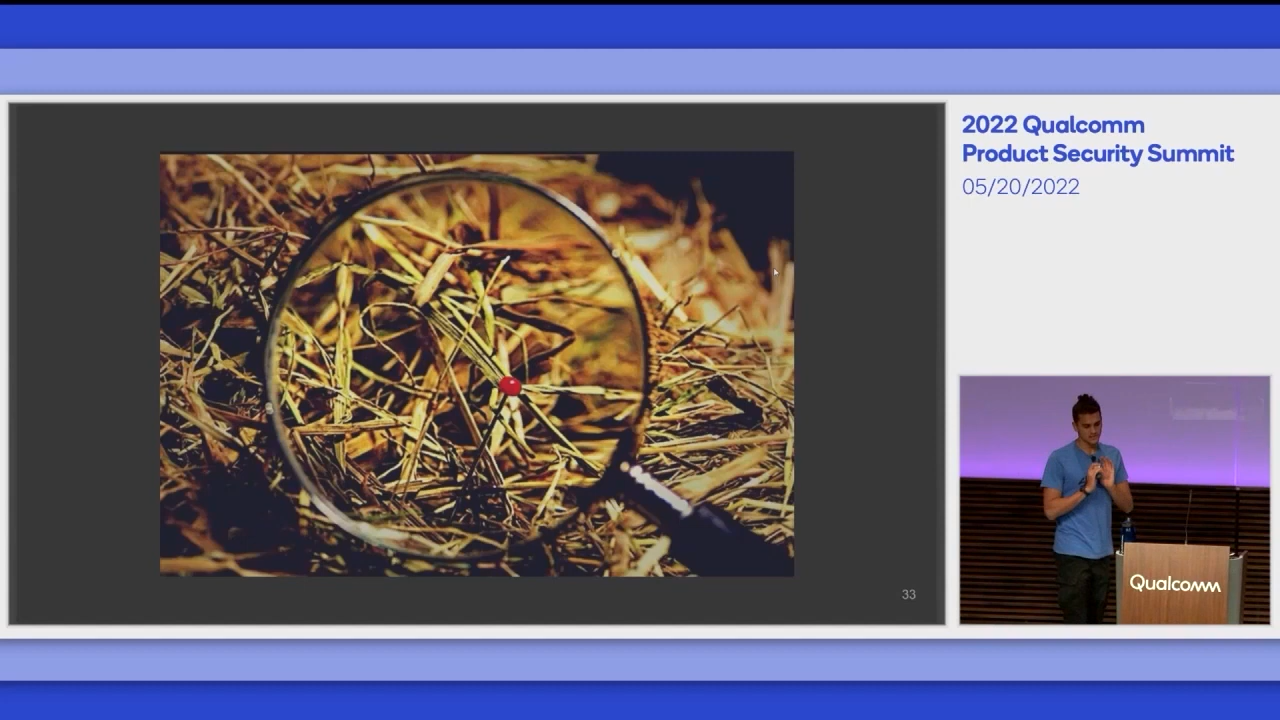 2022 Qualcomm
Product Security Summit
05/20/2022
33
Qualcomm